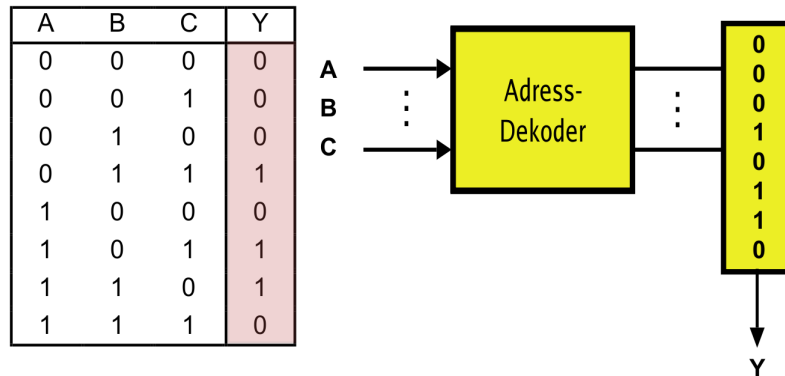 A B C Y
0 0 0 0
0 0 1 0
0 1 0 0
0 1 1 1
1 0 0 0
1 0 1 1
1 1 0 1
1 1 1 0
A
B
C
Adress-
Dekoder
0
0
0
1
0
1
1
0
Y